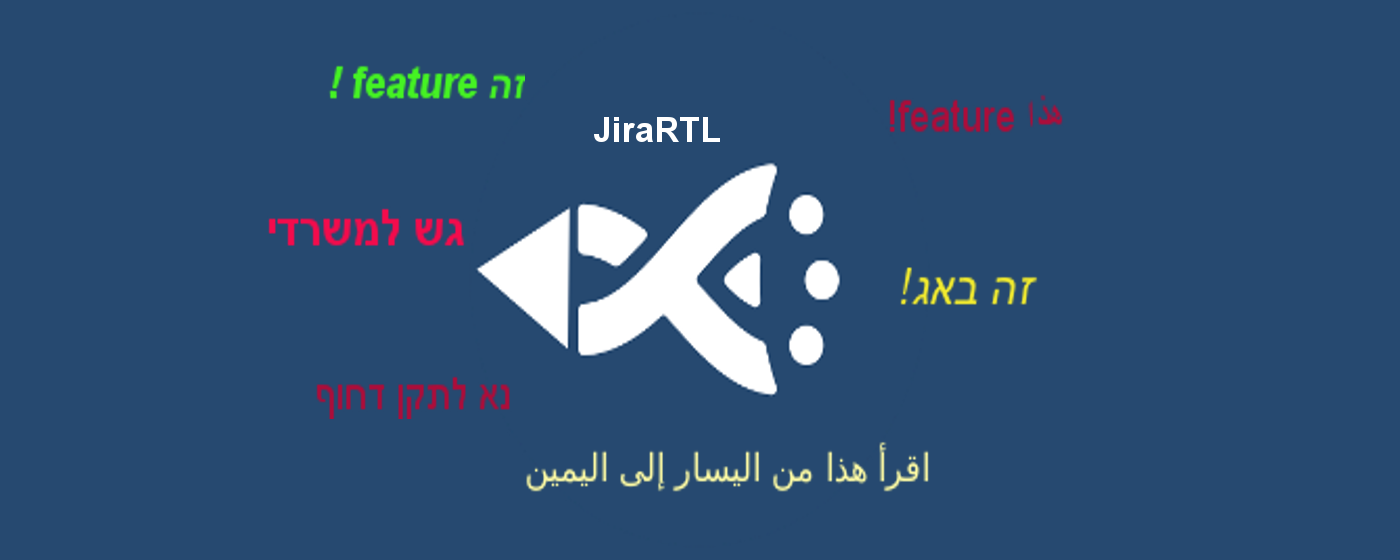 זה feature !
هذا feature!
JiraRTL
גש למשרדי
זה באג!
נא לתקן דחוף
اقرأ هذا من اليسار إلى اليمين